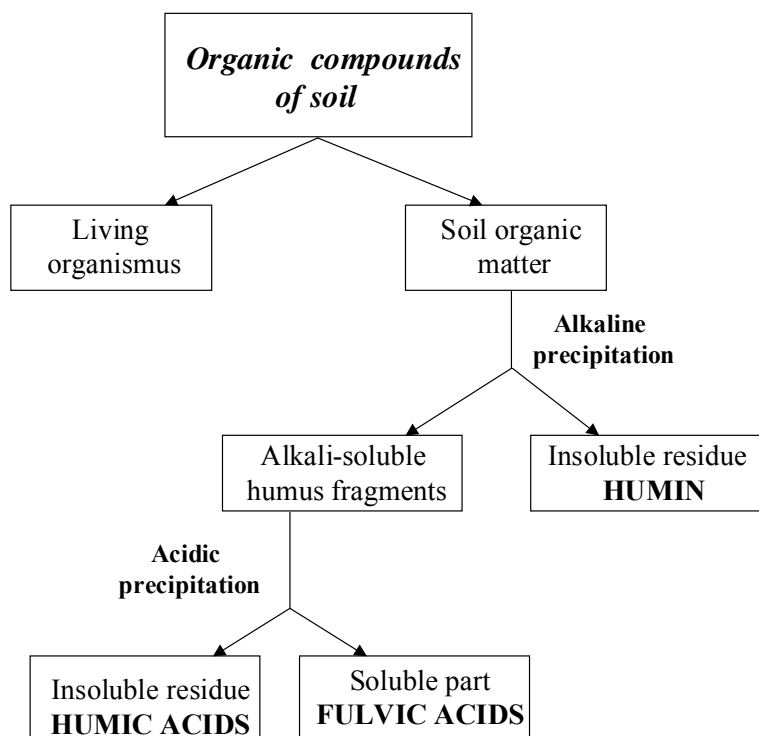 Organic compounds
of soil
Living
organismus
Soil organic
matter
Alkaline
precipitation
Alkali-soluble
humus fragments
Insoluble residue
HUMIN
Acidic
precipitation
Insoluble residue
HUMIC ACIDS
Soluble part
FULVIC ACIDS